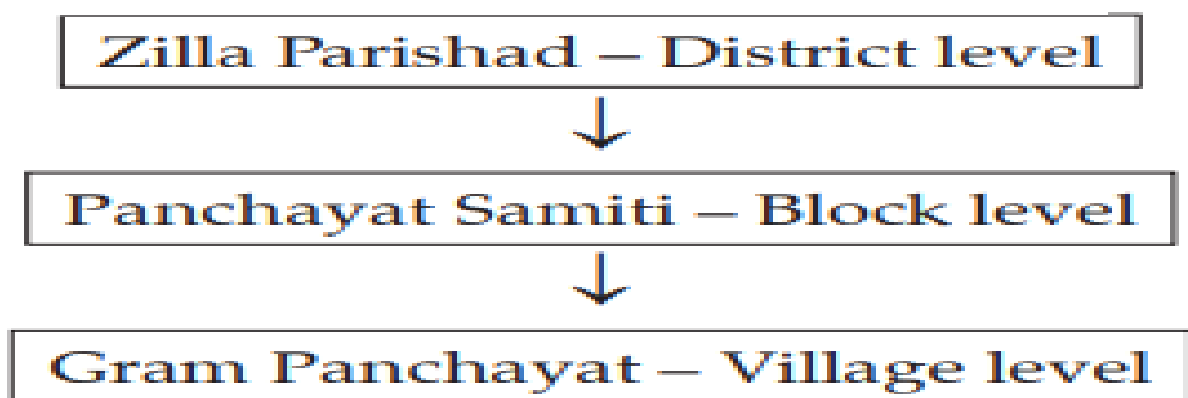 Zilla Parishad – District level
Panchayat Samiti – Block level
Gram Panchayat – Village level